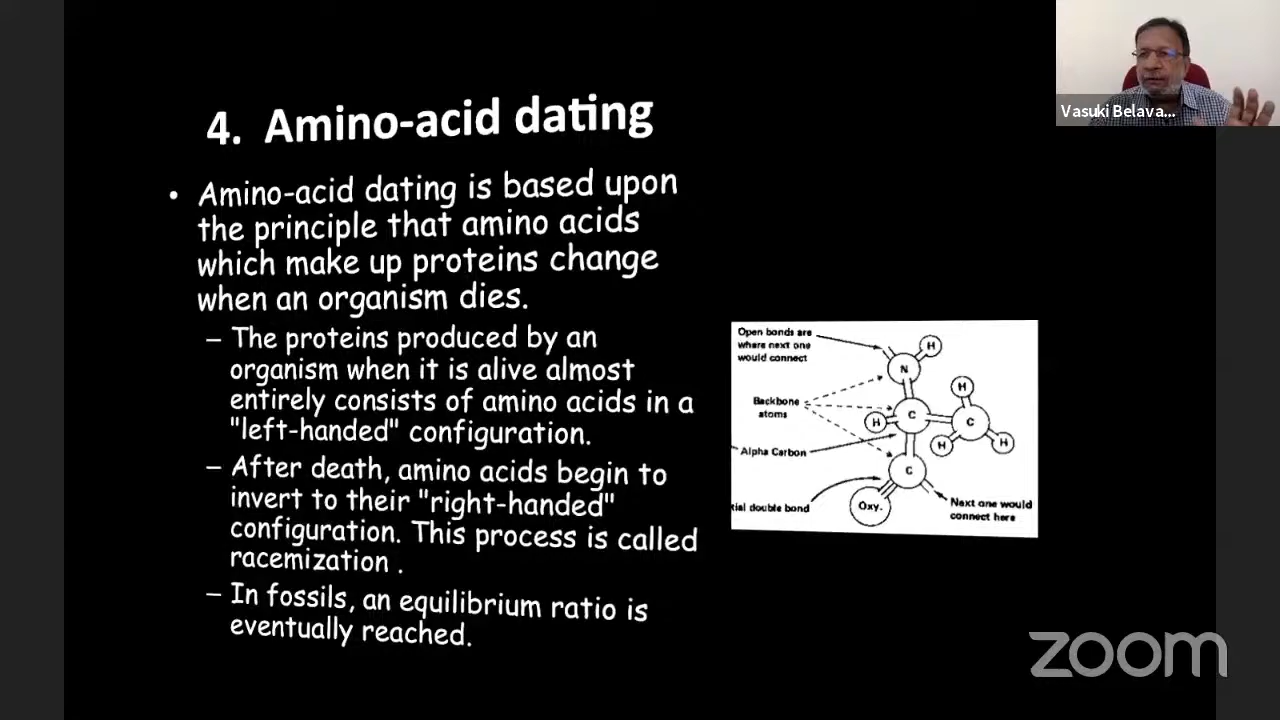 4. Amino-acid dating
• Amino-acid dating is based upon
the principle that amino acids
which make up proteins change
when an organism dies.
– The proteins produced by an
organism when it is alive almost
entirely consists of amino acids in a
"left-handed" configuration.
– After death, amino acids begin to
invert to their "right-handed"
configuration. This process is called
racemization .
– In fossils, an equilibrium ratio is
eventually reached.
Open bonds are
where next one
would connect
H
N
H
Backbone
atoms
H
C
C
H
H
Alpha Carbon
C
tial double bond
Oxy.
Next one would
connect here
Vasuki Belava...
zoom